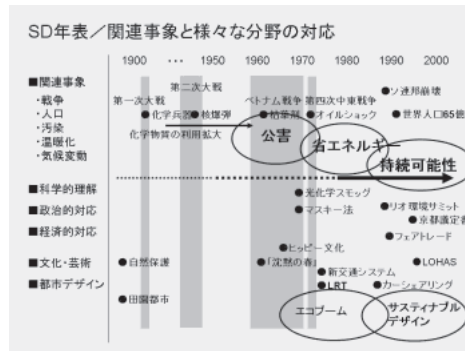 SD年表／関連事象と様々な分野の対応
1900 ・・・ 1950 1960 1970 1980 1990 2000
■関連事象
・戦争
・人口
・汚染
・温暖化
・気候変動
第二次大戦
第一次大戦
ベトナム戦争 第四次中東戦争
●ソ連邦崩壊
●化学兵器●核爆弾 ●枯葉剤 ●オイルショック ●世界人口65億
化学物質の利用拡大
公害
省エネルギー
持続可能性
■科学的理解
■政治的対応
■経済的対応
●光化学スモッグ
●マスキー法
●リオ環境サミット
●京都議定書
●フェアトレード
●ヒッピー文化
■文化・芸術
●自然保護 ●「沈黙の春」 ●LOHAS
●新交通システム
■都市デザイン
●LRT ●カーシェアリング
●田園都市
エコブーム
サスティナブル
デザイン